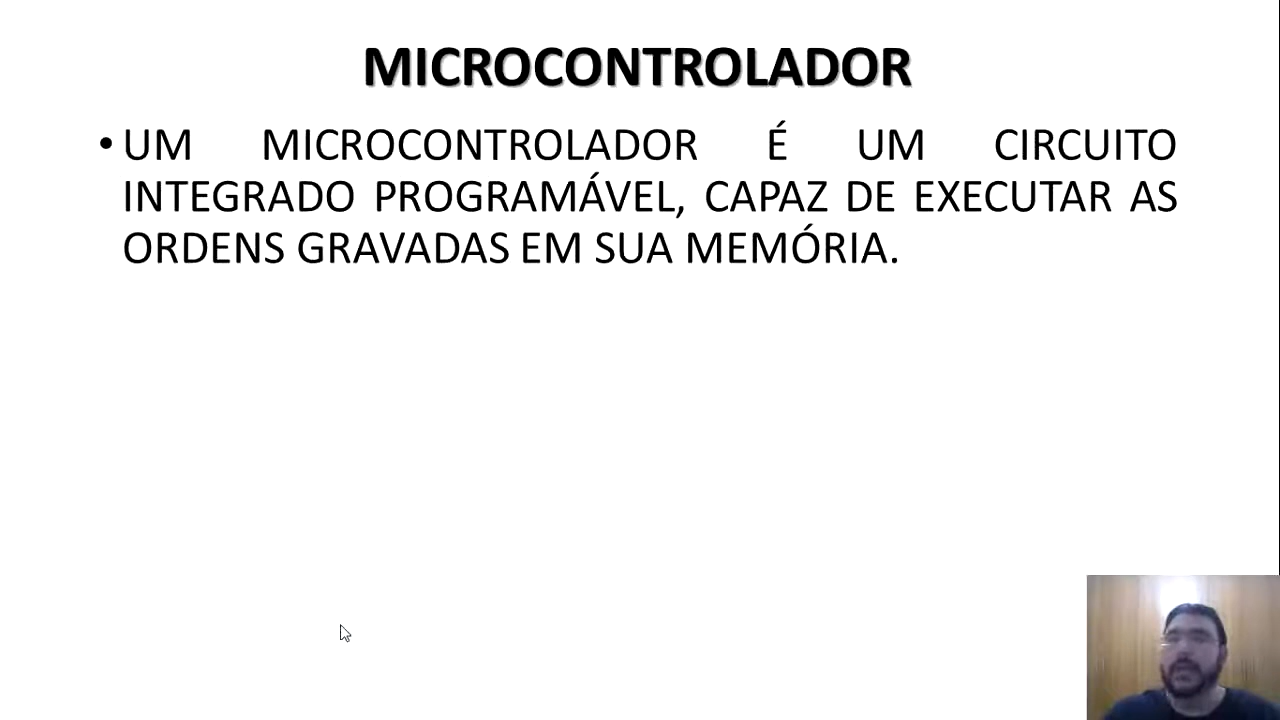 MICROCONTROLADOR
• UM MICROCONTROLADOR É UM CIRCUITO
INTEGRADO PROGRAMÁVEL, CAPAZ DE EXECUTAR AS
ORDENS GRAVADAS EM SUA MEMÓRIA.